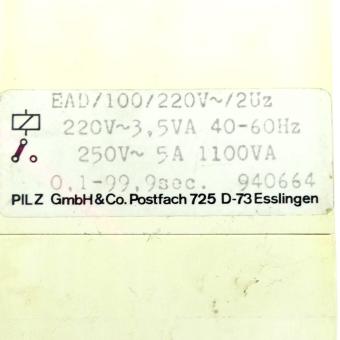 EAD/100/220V~/2Uz
220V~3,5VA 40-60Hz
250V~ 5A 1100VA
0,1-99,9sec. 940664
PILZ GmbH&Co. Postfach 725 D-73 Esslingen